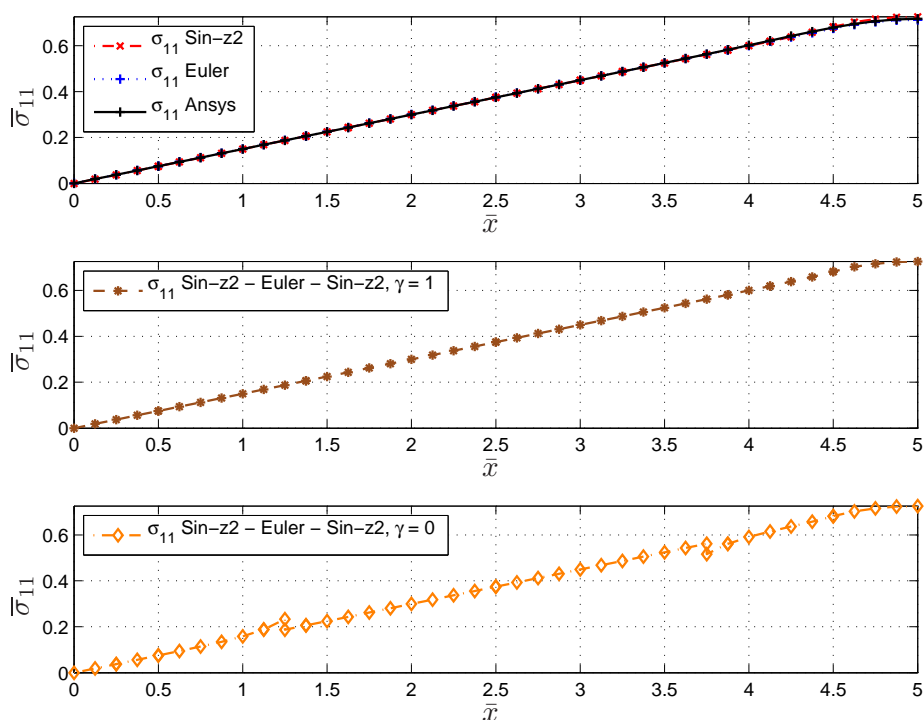 0.6
0.4
0.2
0
σ̅₁₁
σ₁₁ Sin−z2
σ₁₁ Euler
σ₁₁ Ansys
0 0.5 1 1.5 2 2.5 3 3.5 4 4.5 5
x̄
0.6
0.4
0.2
0
σ̅₁₁
σ₁₁ Sin−z2 − Euler − Sin−z2, γ = 1
0 0.5 1 1.5 2 2.5 3 3.5 4 4.5 5
x̄
0.6
0.4
0.2
0
σ̅₁₁
σ₁₁ Sin−z2 − Euler − Sin−z2, γ = 0
0 0.5 1 1.5 2 2.5 3 3.5 4 4.5 5
x̄